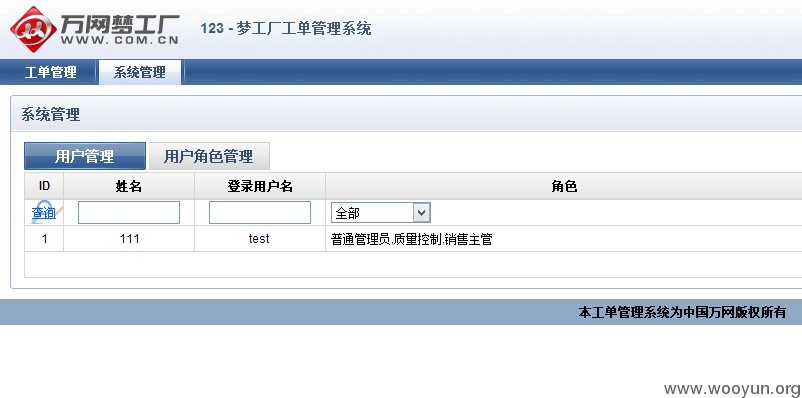 万网梦工厂
WWW.COM.CN
123 - 梦工厂工单管理系统
工单管理 系统管理
系统管理
用户管理 用户角色管理
ID 姓名 登录用户名 角色
查询 全部
1 111 test 普通管理员,质量控制,销售主管
本工单管理系统为中国万网版权所有
www.wooyun.org